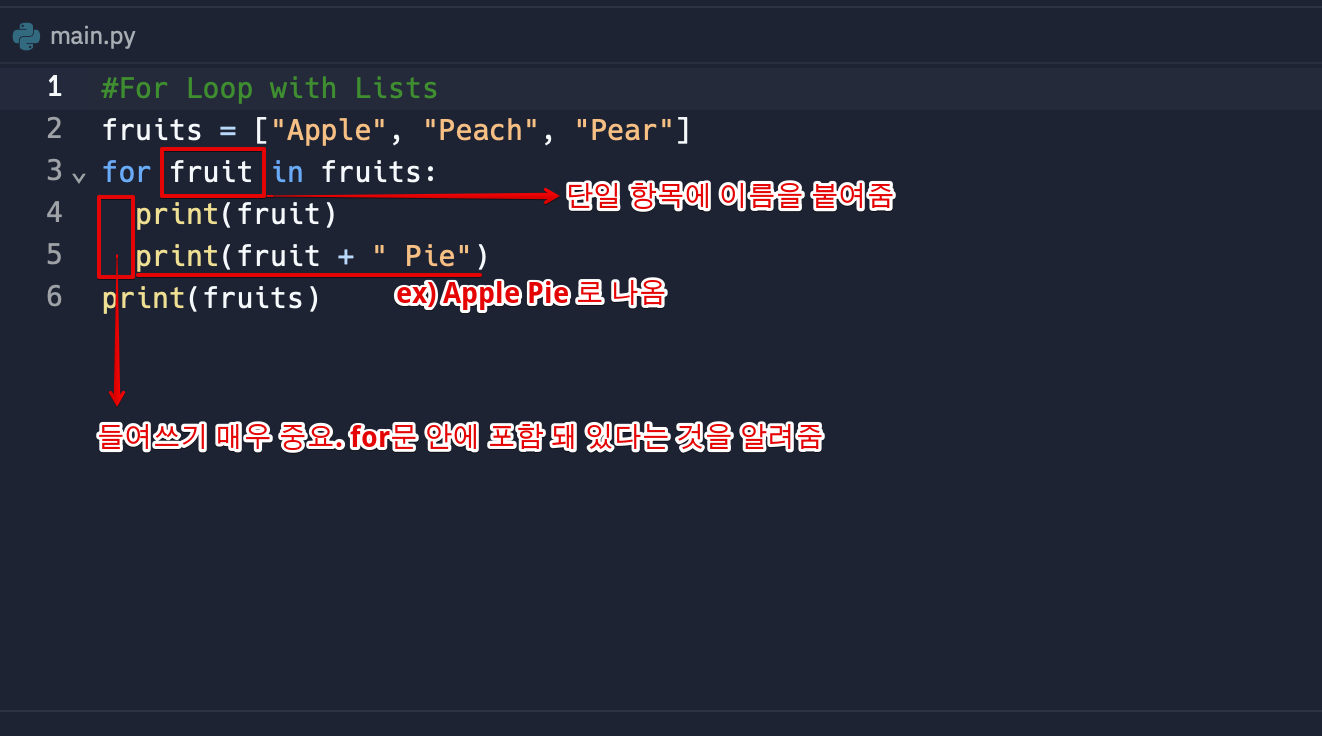 main.py
1 #For Loop with Lists
2 fruits = ["Apple", "Peach", "Pear"]
3 for fruit in fruits:
단일 항목에 이름을 붙여줌
4   print(fruit)
5   print(fruit + " Pie")
ex) Apple Pie 로 나옴
6 print(fruits)
들여쓰기 매우 중요. for문 안에 포함 돼 있다는 것을 알려줌